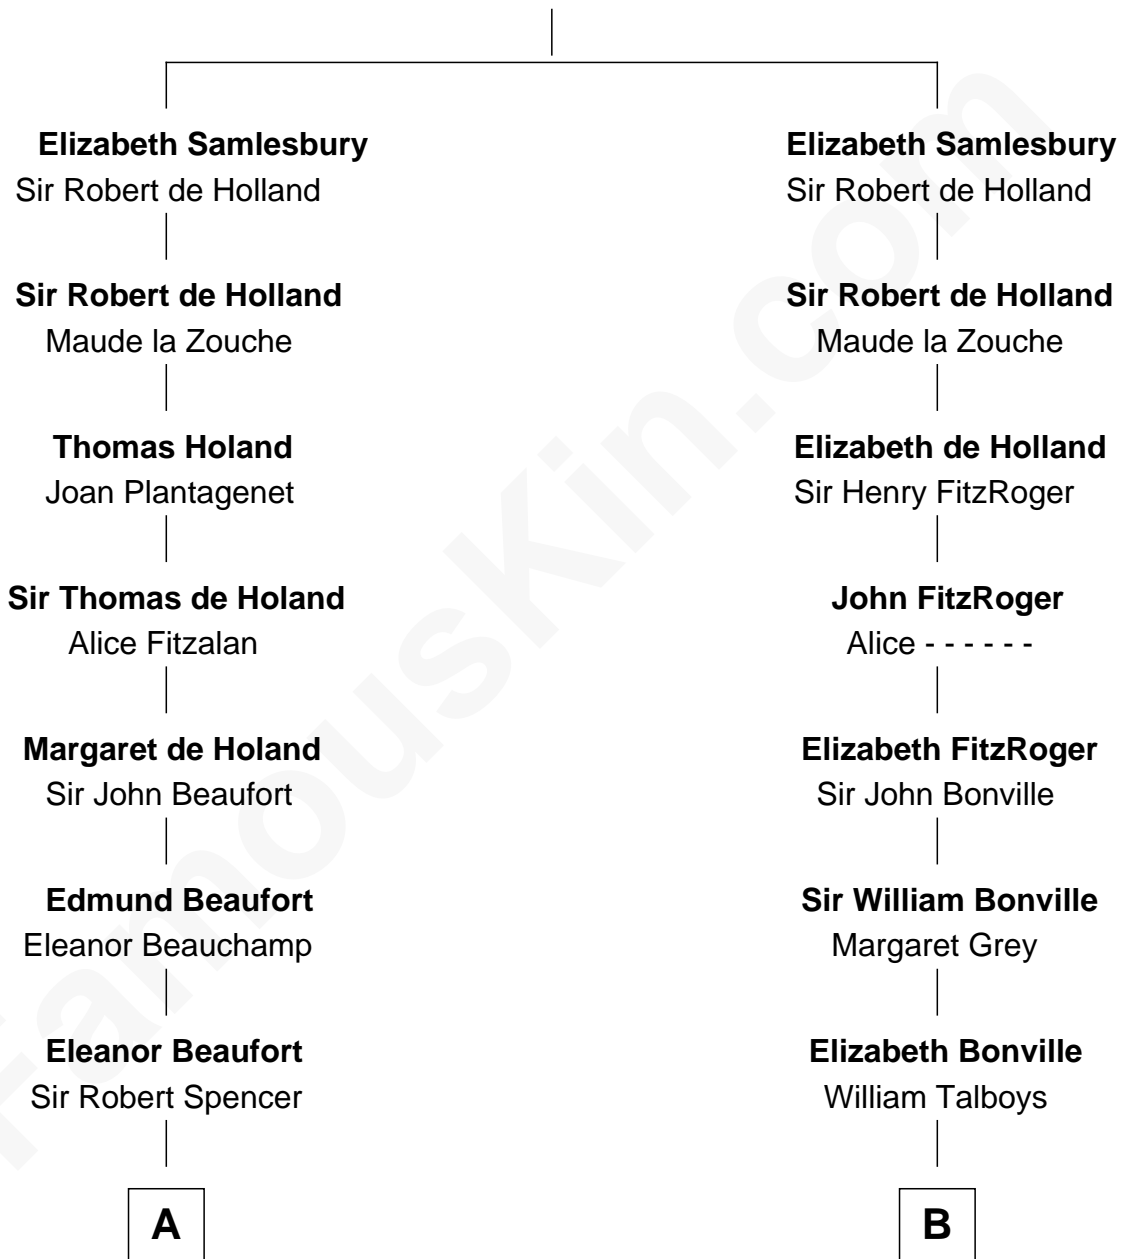 Elizabeth Samlesbury
Sir Robert de Holland
Sir Robert de Holland
Maude la Zouche
Thomas Holand
Joan Plantagenet
Sir Thomas de Holand
Alice Fitzalan
Margaret de Holand
Sir John Beaufort
Edmund Beaufort
Eleanor Beauchamp
Eleanor Beaufort
Sir Robert Spencer
A
Elizabeth Samlesbury
Sir Robert de Holland
Sir Robert de Holland
Maude la Zouche
Elizabeth de Holland
Sir Henry FitzRoger
John FitzRoger
Alice - - - - - -
Elizabeth FitzRoger
Sir John Bonville
Sir William Bonville
Margaret Grey
Elizabeth Bonville
William Talboys
B
FamousKin.com